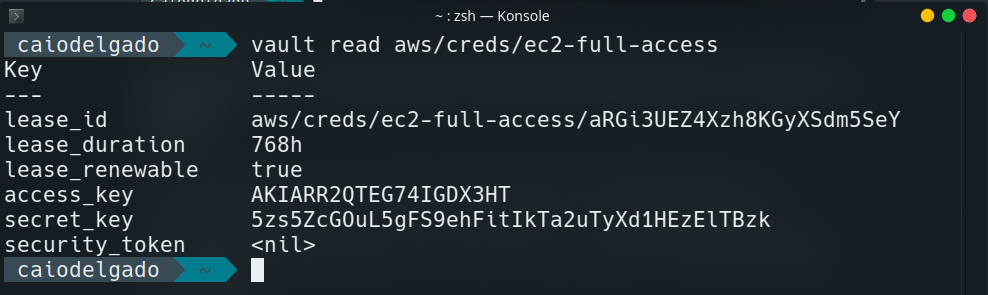 ~ : zsh — Konsole
caiodelgado ~ vault read aws/creds/ec2-full-access
Key Value
--- -----
lease_id aws/creds/ec2-full-access/aRGi3UEZ4Xzh8KGyXSdm5SeY
lease_duration 768h
lease_renewable true
access_key AKIARR2QTEG74IGDX3HT
secret_key 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
security_token <nil>
caiodelgado ~